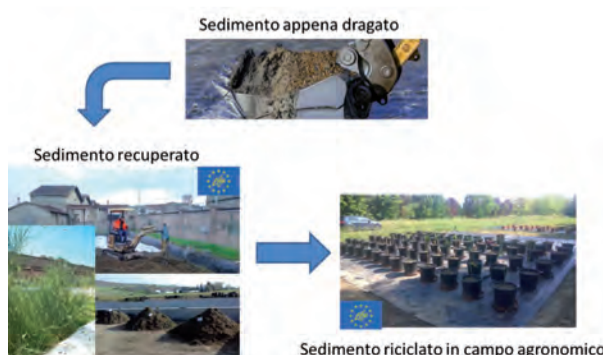 Sedimento appena dragato
Sedimento recuperato
Sedimento riciclato in campo agronomico